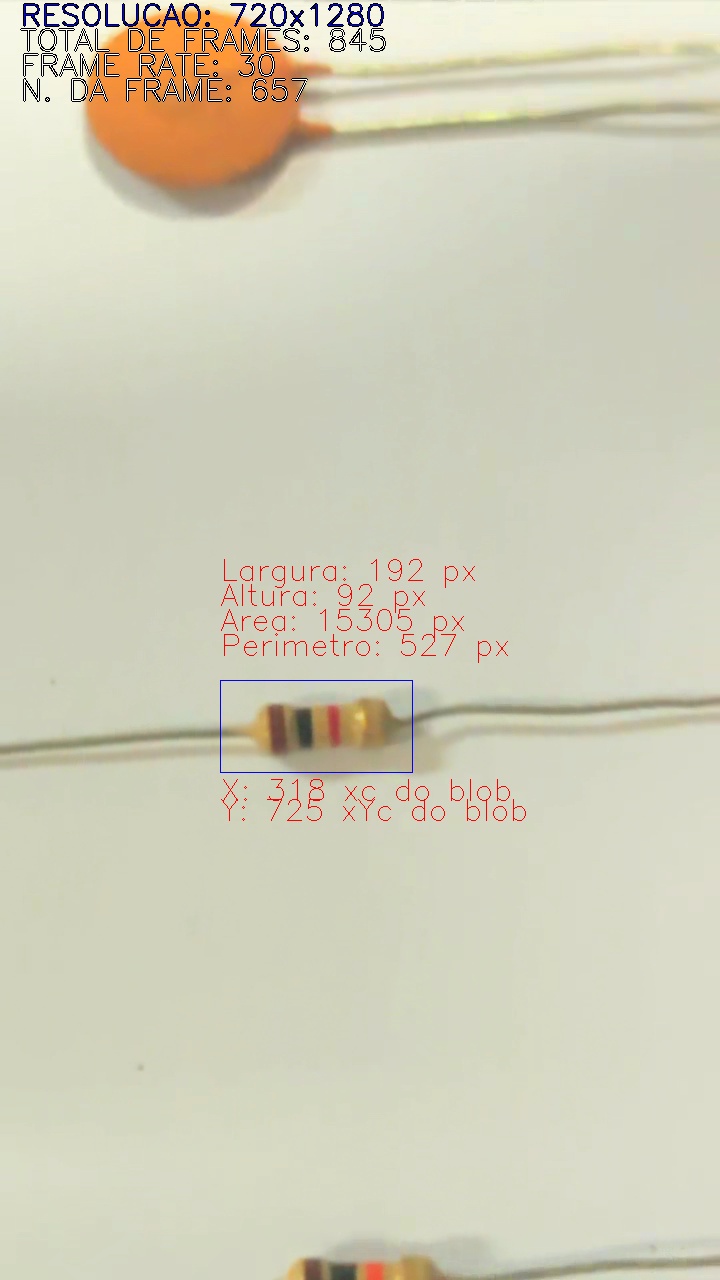 RESOLUCAO: 720x1280
TOTAL DE FRAMES: 845
FRAME RATE: 30
N. DA FRAME: 657
Largura: 192 px
Altura: 92 px
Area: 15305 px
Perimetro: 527 px
X: 318 xc do blob
Y: 725 xYc do blob